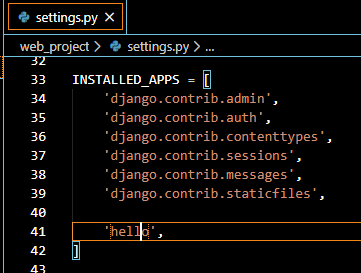 settings.py ×
web_project > settings.py > ...
32
33 INSTALLED_APPS = [
34     'django.contrib.admin',
35     'django.contrib.auth',
36     'django.contrib.contenttypes',
37     'django.contrib.sessions',
38     'django.contrib.messages',
39     'django.contrib.staticfiles',
40
41     'hello',
42 ]
43